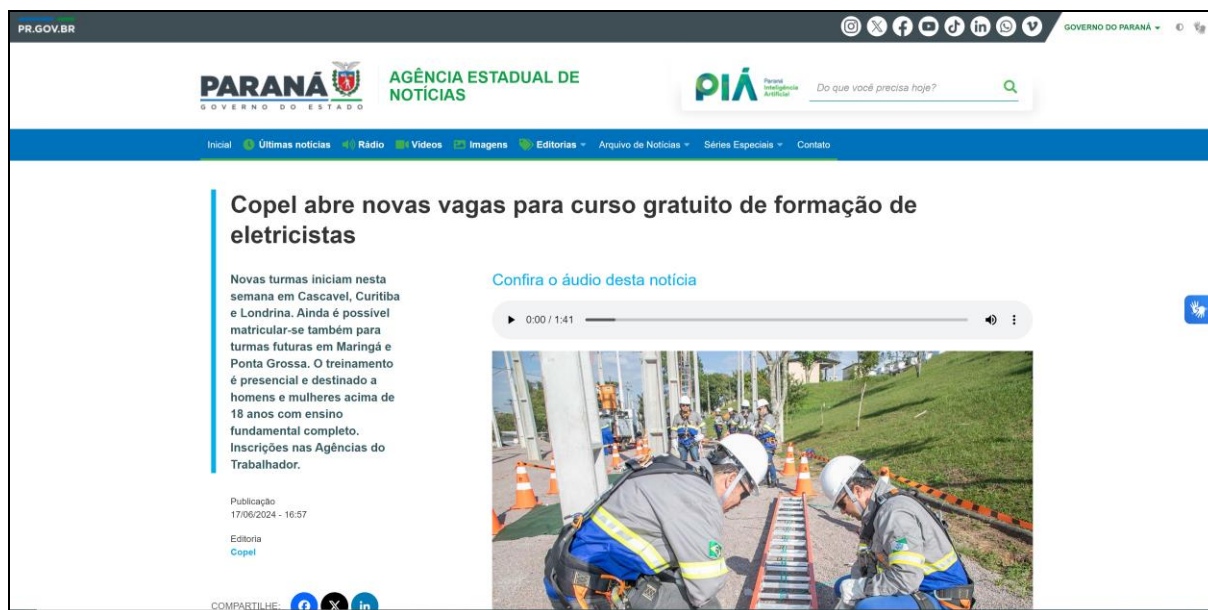 PR.GOV.BR
GOVERNO DO PARANÁ
PARANÁ
GOVERNO DO ESTADO
AGÊNCIA ESTADUAL DE
NOTÍCIAS
PIÁ
Paraná
Inteligência
Artificial
Do que você precisa hoje?
Inicial Últimas notícias Rádio Vídeos Imagens Editorias Arquivo de Notícias Séries Especiais Contato
Copel abre novas vagas para curso gratuito de formação de
eletricistas
Novas turmas iniciam nesta
semana em Cascavel, Curitiba
e Londrina. Ainda é possível
matricular-se também para
turmas futuras em Maringá e
Ponta Grossa. O treinamento
é presencial e destinado a
homens e mulheres acima de
18 anos com ensino
fundamental completo.
Inscrições nas Agências do
Trabalhador.
Publicação
17/06/2024 - 16:57
Editoria
Copel
COMPARTILHE:
Confira o áudio desta notícia
0:00 / 1:41